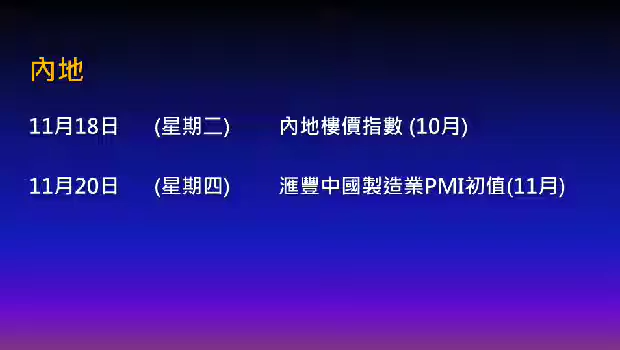 內地
11月18日 (星期二) 內地樓價指數 (10月)
11月20日 (星期四) 滙豐中國製造業PMI初值(11月)